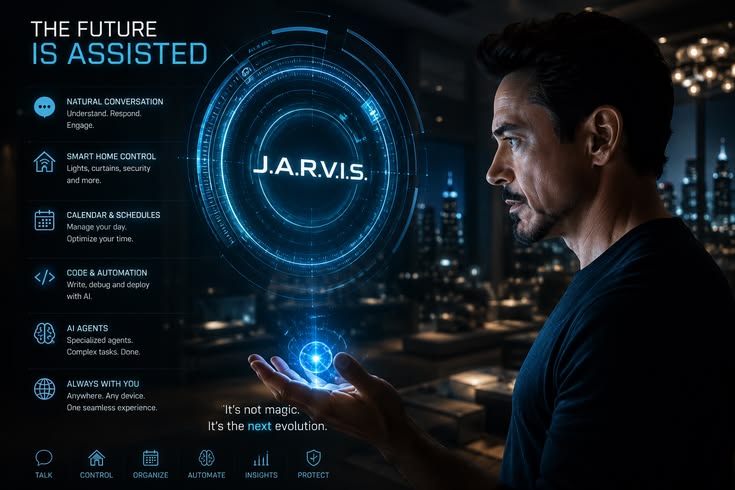 THE FUTURE
IS ASSISTED
NATURAL CONVERSATION
Understand. Respond.
Engage.
SMART HOME CONTROL
Lights, curtains, security
and more.
CALENDAR & SCHEDULES
Manage your day.
Optimize your time.
CODE & AUTOMATION
Write, debug and deploy
with AI.
AI AGENTS
Specialized agents.
Complex tasks. Done.
ALWAYS WITH YOU
Anywhere. Any device.
One seamless experience.
J.A.R.V.I.S.
It's not magic.
It's the next evolution.
TALK
CONTROL
ORGANIZE
AUTOMATE
INSIGHTS
PROTECT